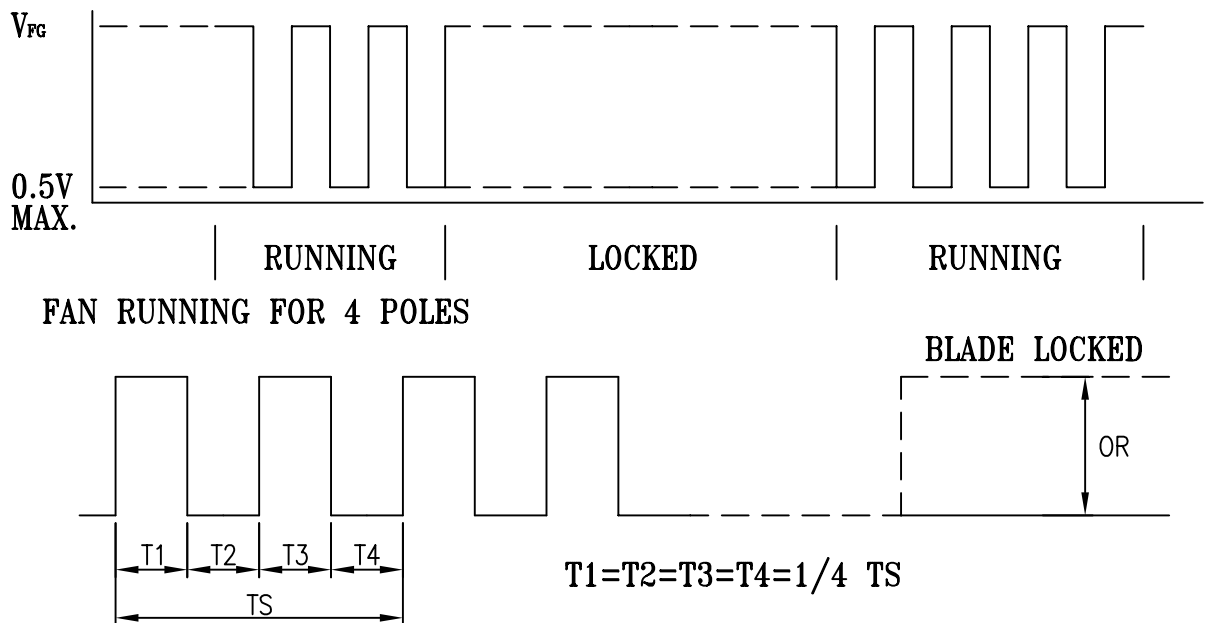 VFG
0.5V
MAX.
RUNNING LOCKED RUNNING
FAN RUNNING FOR 4 POLES
BLADE LOCKED
OR
T1 T2 T3 T4
TS
T1=T2=T3=T4=1/4 TS